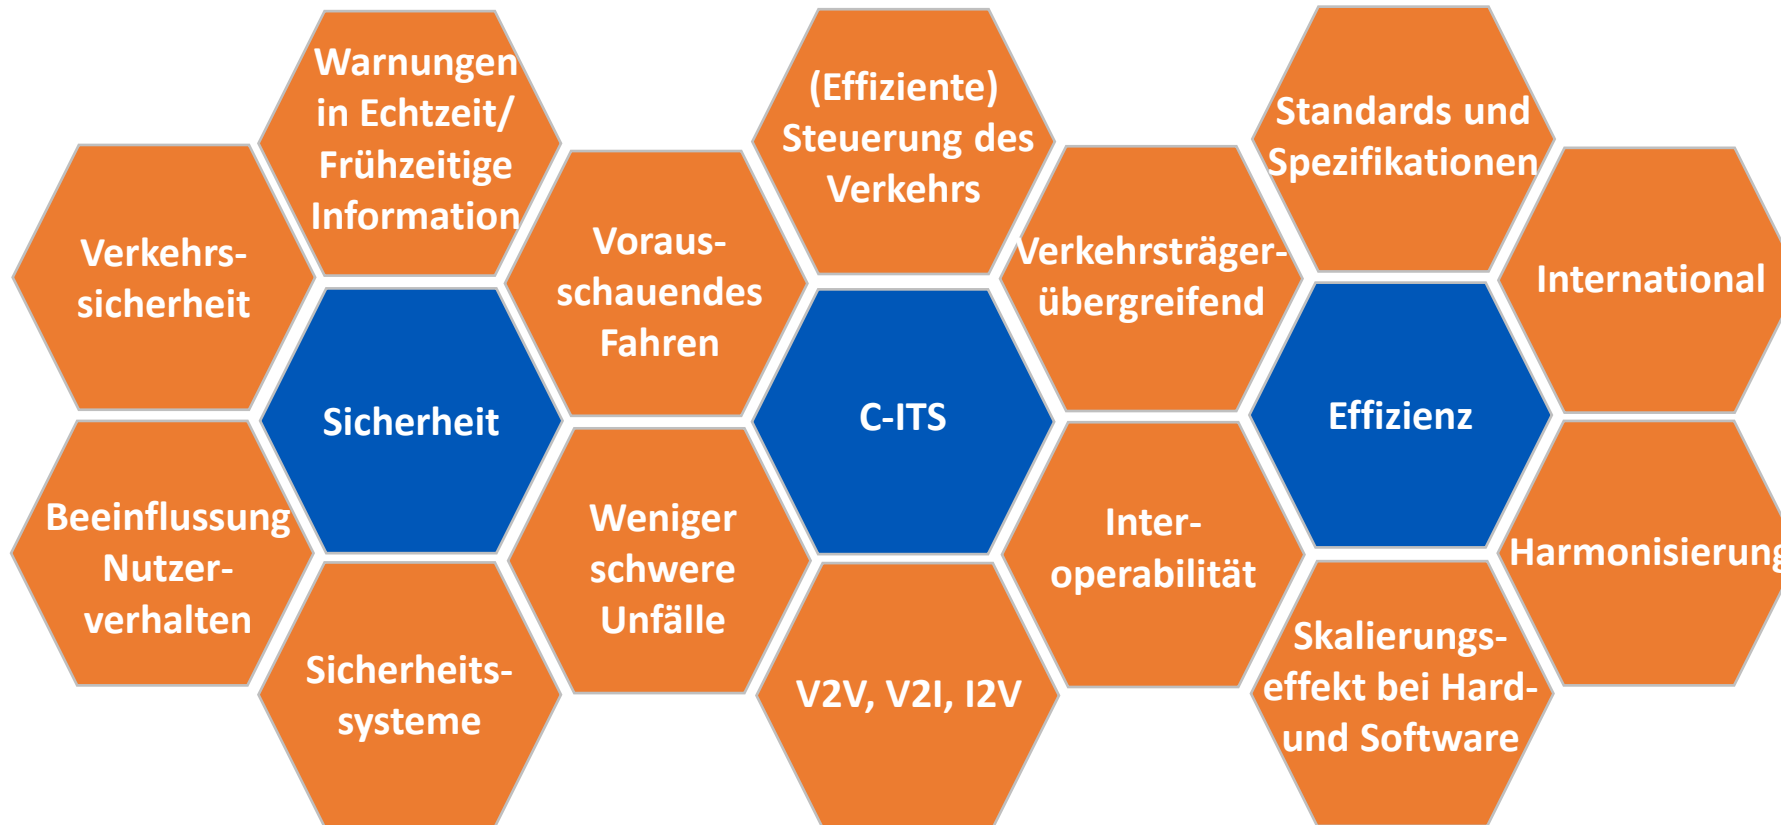 Warnungen
in Echtzeit/
Frühzeitige
Information
(Effiziente)
Steuerung des
Verkehrs
Standards und
Spezifikationen
Verkehrs-
sicherheit
Voraus-
schauendes
Fahren
Verkehrsträger-
übergreifend
International
Sicherheit
C-ITS
Effizienz
Beeinflussung
Nutzer-
verhalten
Weniger
schwere
Unfälle
Inter-
operabilität
Harmonisierung
Sicherheits-
systeme
V2V, V2I, I2V
Skalierungs-
effekt bei Hard-
und Software